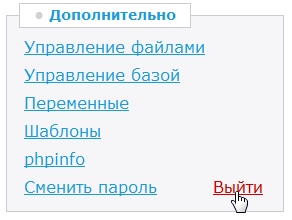 Дополнительно
Управление файлами
Управление базой
Переменные
Шаблоны
phpinfo
Сменить пароль Выйти